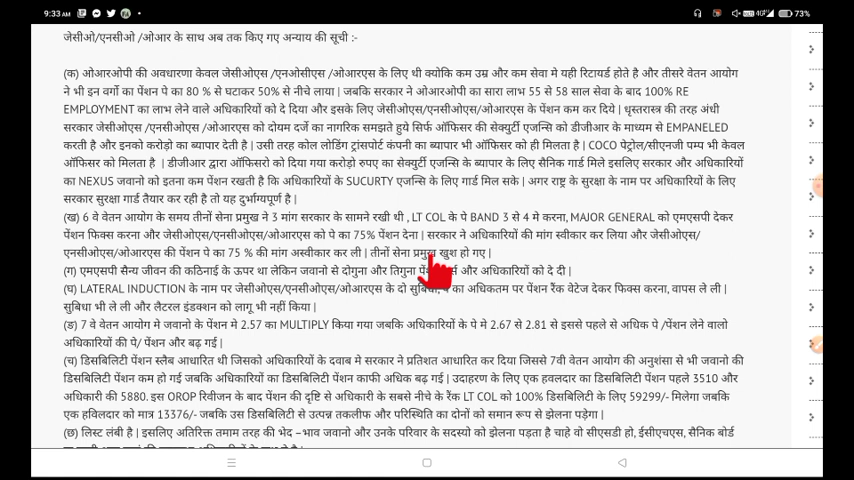 9:33 AM 4G 73%
जेसीओ/एनसीओ /ओआर के साथ अब तक किए गए अन्याय की सूची :-
(क) ओआरओपी की अवधारणा केवल जेसीओएस /एनओसीएस /ओआरएस के लिए थी क्योकि कम उम्र और कम सेवा मे यही रिटायर्ड होते है और तीसरे वेतन आयोग
ने भी इन वर्गो का पेंशन पे का 80 % से घटाकर 50% से नीचे लाया | जबकि सरकार ने ओआरओपी का सारा लाभ 55 से 58 साल सेवा के बाद 100% RE
EMPLOYMENT का लाभ लेने वाले अधिकारियों को दे दिया और इसके लिए जेसीओएस/एनसीओएस/ओआरएस के पेंशन कम कर दिये | धृस्तराष्त्र की तरह अंधी
सरकार जेसीओएस /एनसीओएस /ओआरएस को दोयम दर्जे का नागरिक समझते हुये सिर्फ ऑफिसर की सेक्युर्टी एजन्सि को डीजीआर के माध्यम से EMPANELED
करती है और इनको करोड़ो का ब्यापार देती है | उसी तरह कोल लोडिंग ट्रांसपोर्ट कंपनी का ब्यापार भी ऑफिसर को ही मिलता है | COCO पेट्रोल/सीएनजी पम्प भी केवल
ऑफिसर को मिलता है | डीजीआर द्वारा ऑफिसरो को दिया गया करोड़ो रुपए का सेक्युर्टी एजन्सि के ब्यापार के लिए सैनिक गार्ड मिले इसलिए सरकार और अधिकारियों
का NEXUS जवानो को इतना कम पेंशन रखती है कि अधिकारियों के SUCURTY एजन्सि के लिए गार्ड मिल सके | अगर राष्ट्र के सुरक्षा के नाम पर अधिकारियों के लिए
सरकार सुरक्षा गार्ड तैयार कर रही है तो यह दुर्भाग्यपूर्ण है |
(ख) 6 वे वेतन आयोग के समय तीनों सेना प्रमुख ने 3 मांग सरकार के सामने रखी थी , LT COL के पे BAND 3 से 4 मे करना, MAJOR GENERAL को एमएसपी देकर
पेंशन फिक्स करना और जेसीओएस/एनसीओएस/ओआरएस को पे का 75% पेंशन देना | सरकार ने अधिकारियों की मांग स्वीकार कर लिया और जेसीओएस/
एनसीओएस/ओआरएस की पेंशन पे का 75 % की मांग अस्वीकार कर ली | तीनों सेना प्रमुख खुश हो गए |
(ग) एमएसपी सैन्य जीवन की कठिनाई के ऊपर था लेकिन जवानो से दोगुना और तिगुना और अधिकारियों को दे दी |
(घ) LATERAL INDUCTION के नाम पर जेसीओएस/एनसीओएस/ओआरएस के दो का अधिकतम पर पेंशन रैंक वेटेज देकर फिक्स करना, वापस ले ली |
सुबिधा भी ले ली और लैटरल इंडक्शन को लागू भी नहीं किया |
(ङ) 7 वे वेतन आयोग मे जवानो के पेंशन मे 2.57 का MULTIPLY किया गया जबकि अधिकारियों के पे मे 2.67 से 2.81 से इससे पहले से अधिक पे /पेंशन लेने वालो
अधिकारियों की पे/ पेंशन और बढ़ गई |
(च) डिसबिलिटी पेंशन स्लैब आधारित थी जिसको अधिकारियों के दवाब मे सरकार ने प्रतिशत आधारित कर दिया जिससे 7वी वेतन आयोग की अनुशंसा से भी जवानो की
डिसबिलिटी पेंशन कम हो गई जबकि अधिकारियों का डिसबिलिटी पेंशन काफी अधिक बढ़ गई | उदाहरण के लिए एक हवलदार का डिसबिलिटी पेंशन पहले 3510 और
अधिकारी की 5880. इस OROP रिवीजन के बाद पेंशन की दृष्टि से अधिकारी के सबसे नीचे के रैंक LT COL को 100% डिसबिलिटी के लिए 59299/- मिलेगा जबकि
एक हविलदार को मात्र 13376/- जबकि उस डिसबिलिटी से उत्पन्न तकलीफ और परिस्थिति का दोनों को समान रूप से झेलना पड़ेगा |
(छ) लिस्ट लंबी है | इसलिए अतिरिक्त तमाम तरह की भेद –भाव जवानो और उनके परिवार के सदस्यो को झेलना पड़ता है चाहे वो सीएसडी हो, ईसीएचएस, सैनिक बोर्ड